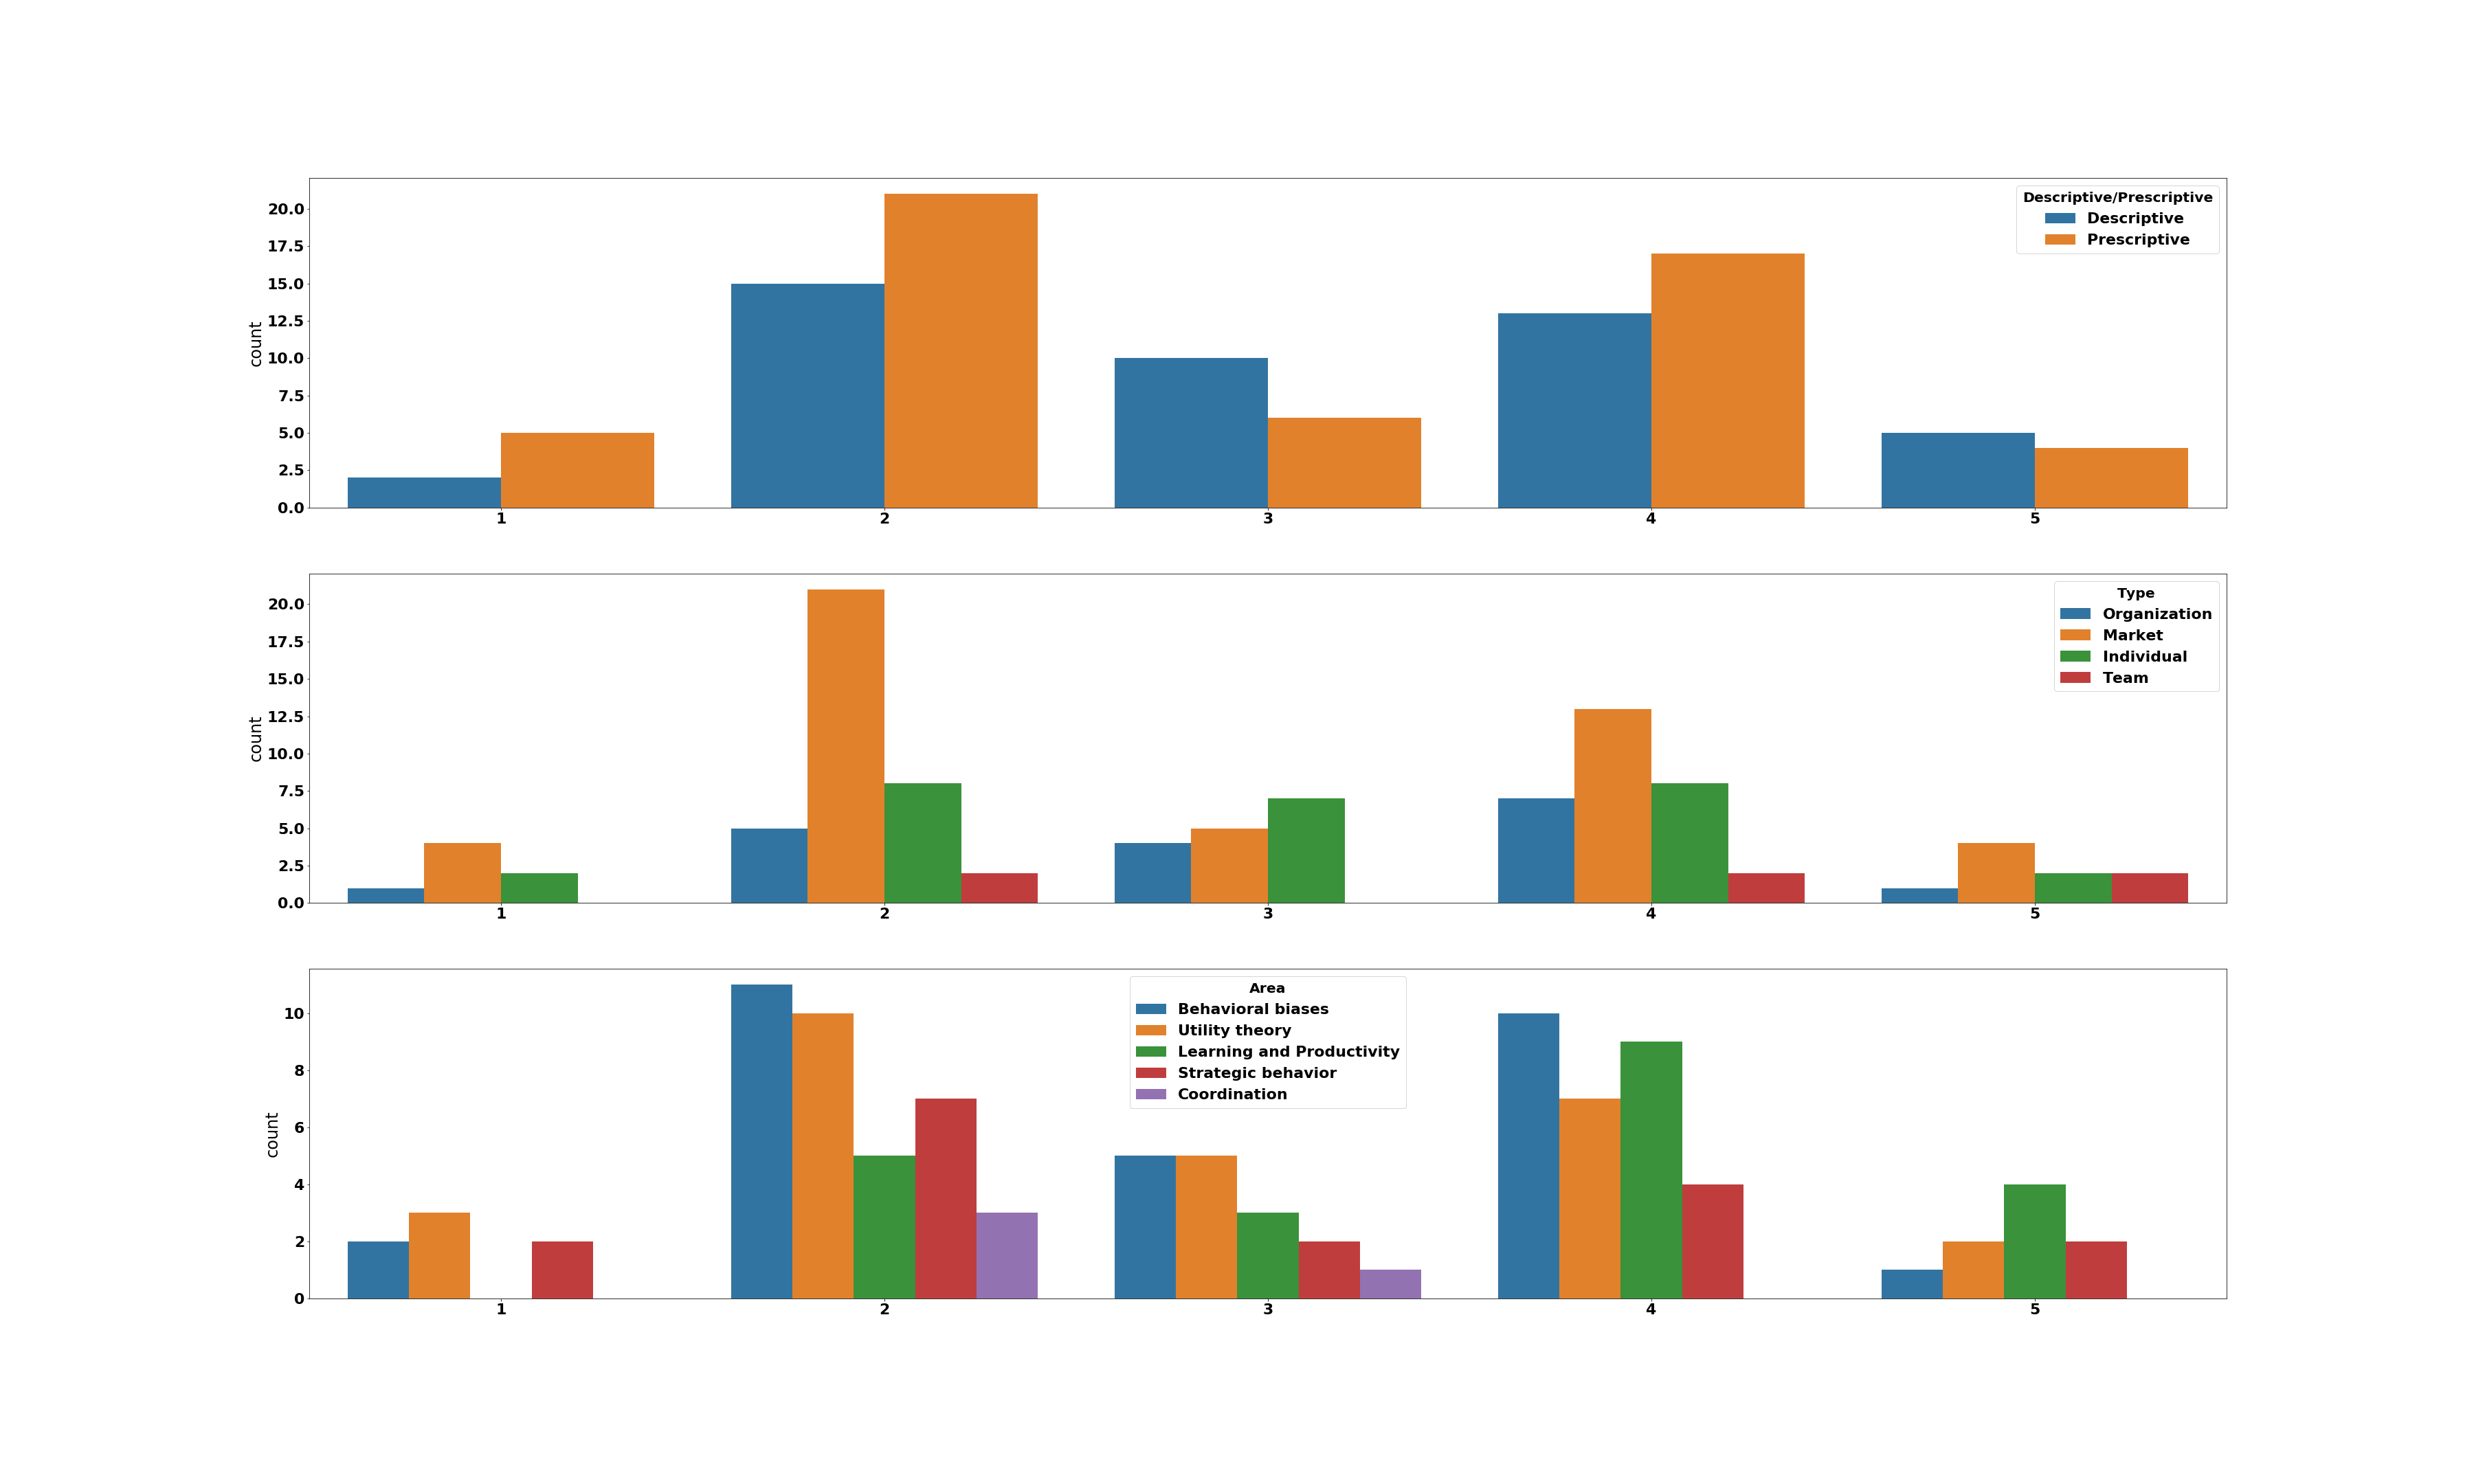 Descriptive/Prescriptive
Descriptive
Prescriptive
count
20.0
17.5
15.0
12.5
10.0
7.5
5.0
2.5
0.0
1 2 3 4 5
Type
Organization
Market
Individual
Team
count
20.0
17.5
15.0
12.5
10.0
7.5
5.0
2.5
0.0
1 2 3 4 5
Area
Behavioral biases
Utility theory
Learning and Productivity
Strategic behavior
Coordination
count
10
8
6
4
2
0
1 2 3 4 5